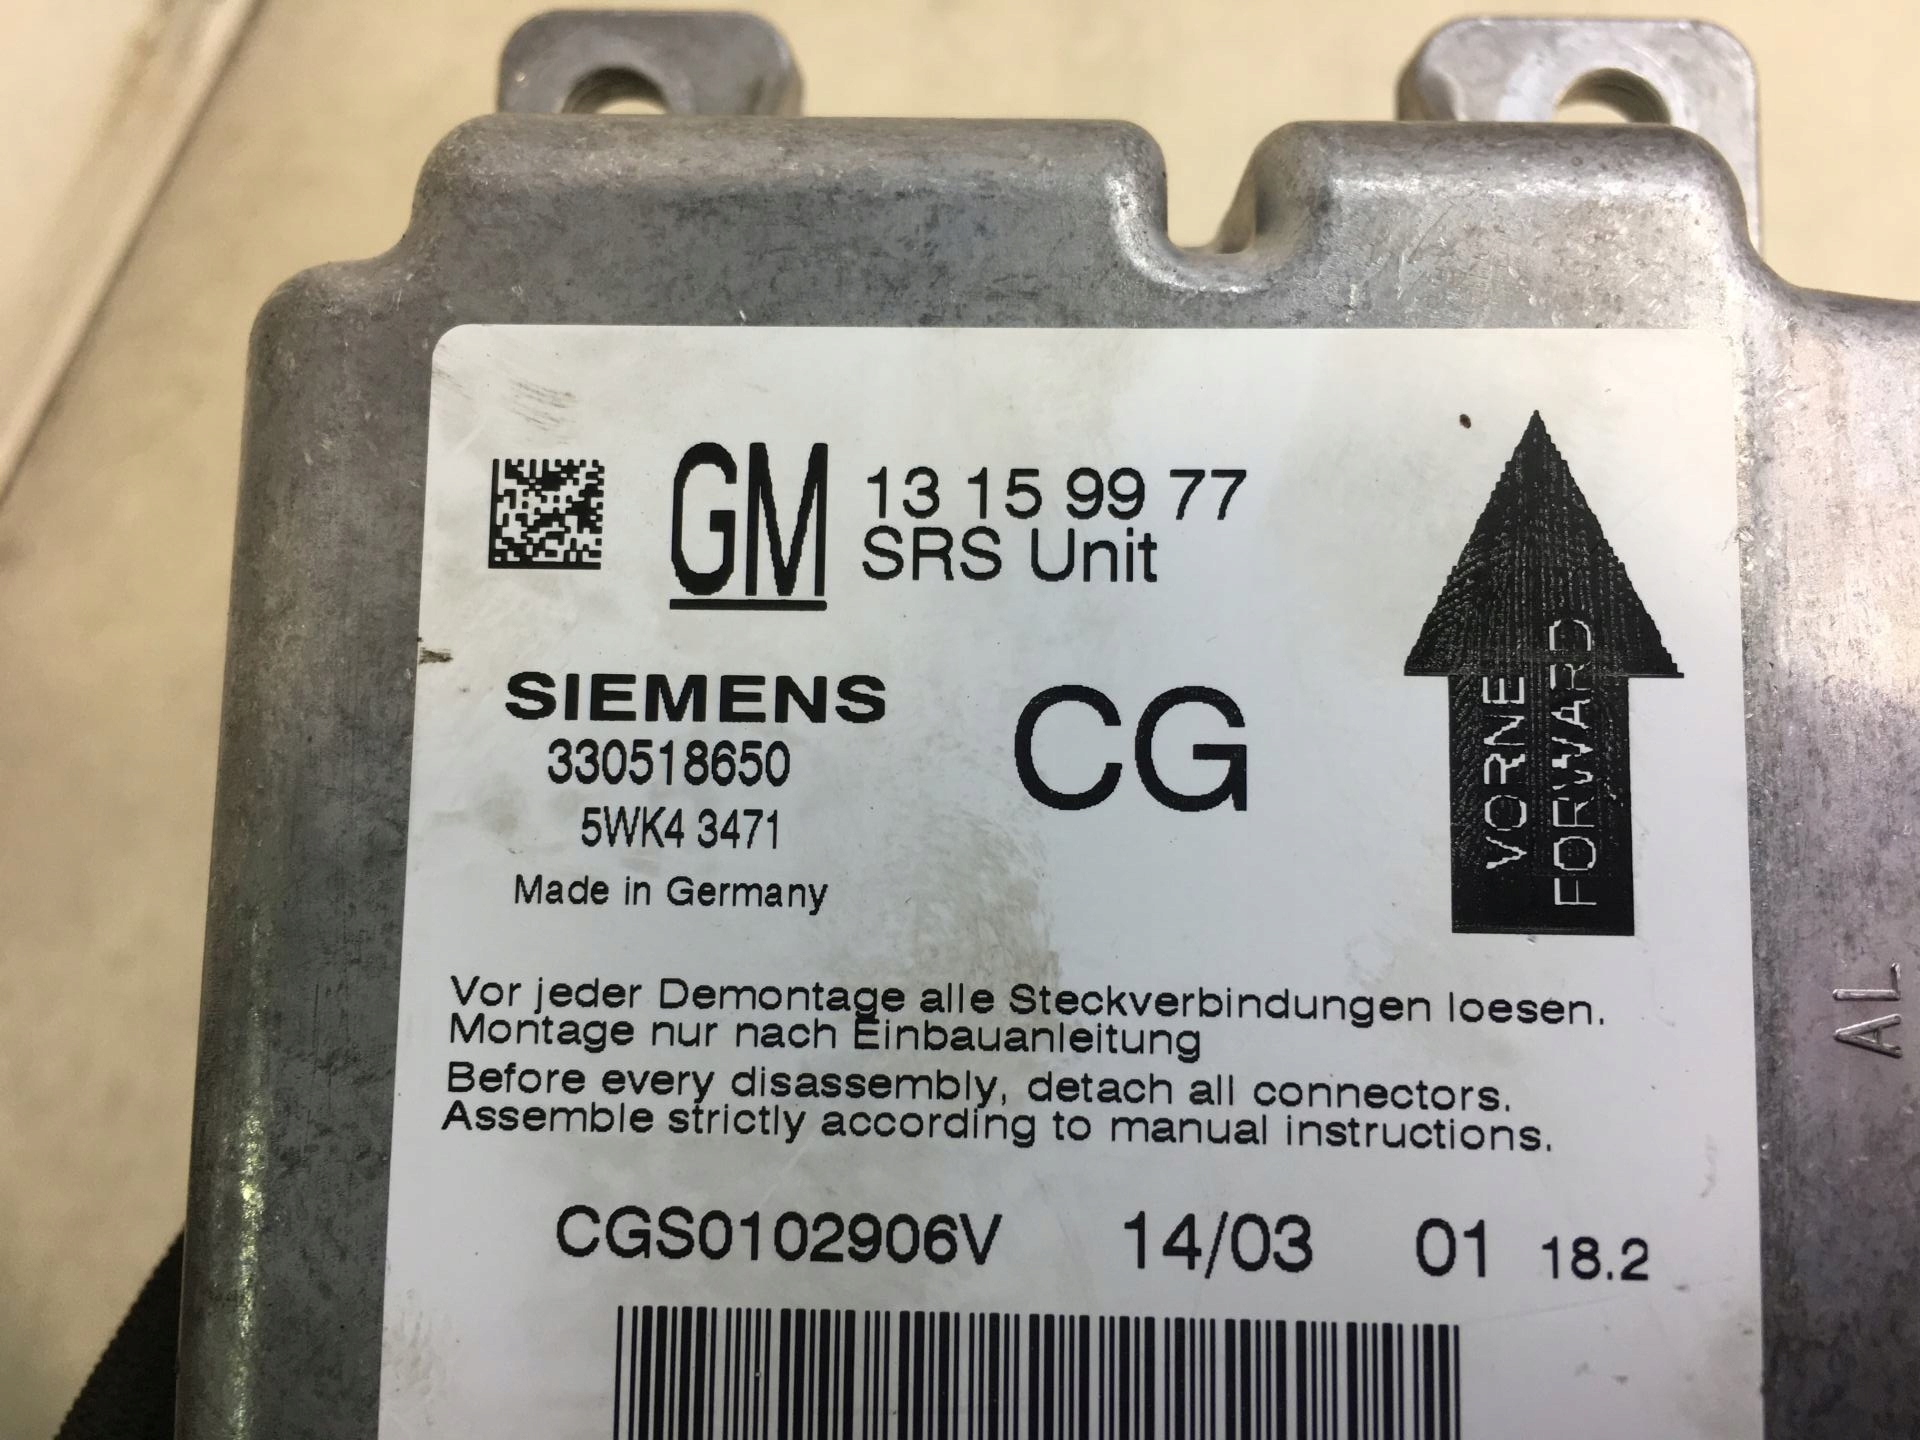 GM 13 15 99 77
SRS Unit
SIEMENS
330518650
5WK4 3471
Made in Germany
CG
VORNE
FORWARD
Vor jeder Demontage alle Steckverbindungen loesen.
Montage nur nach Einbauanleitung
Before every disassembly, detach all connectors.
Assemble strictly according to manual instructions.
CGS0102906V 14/03 01 18.2
AL